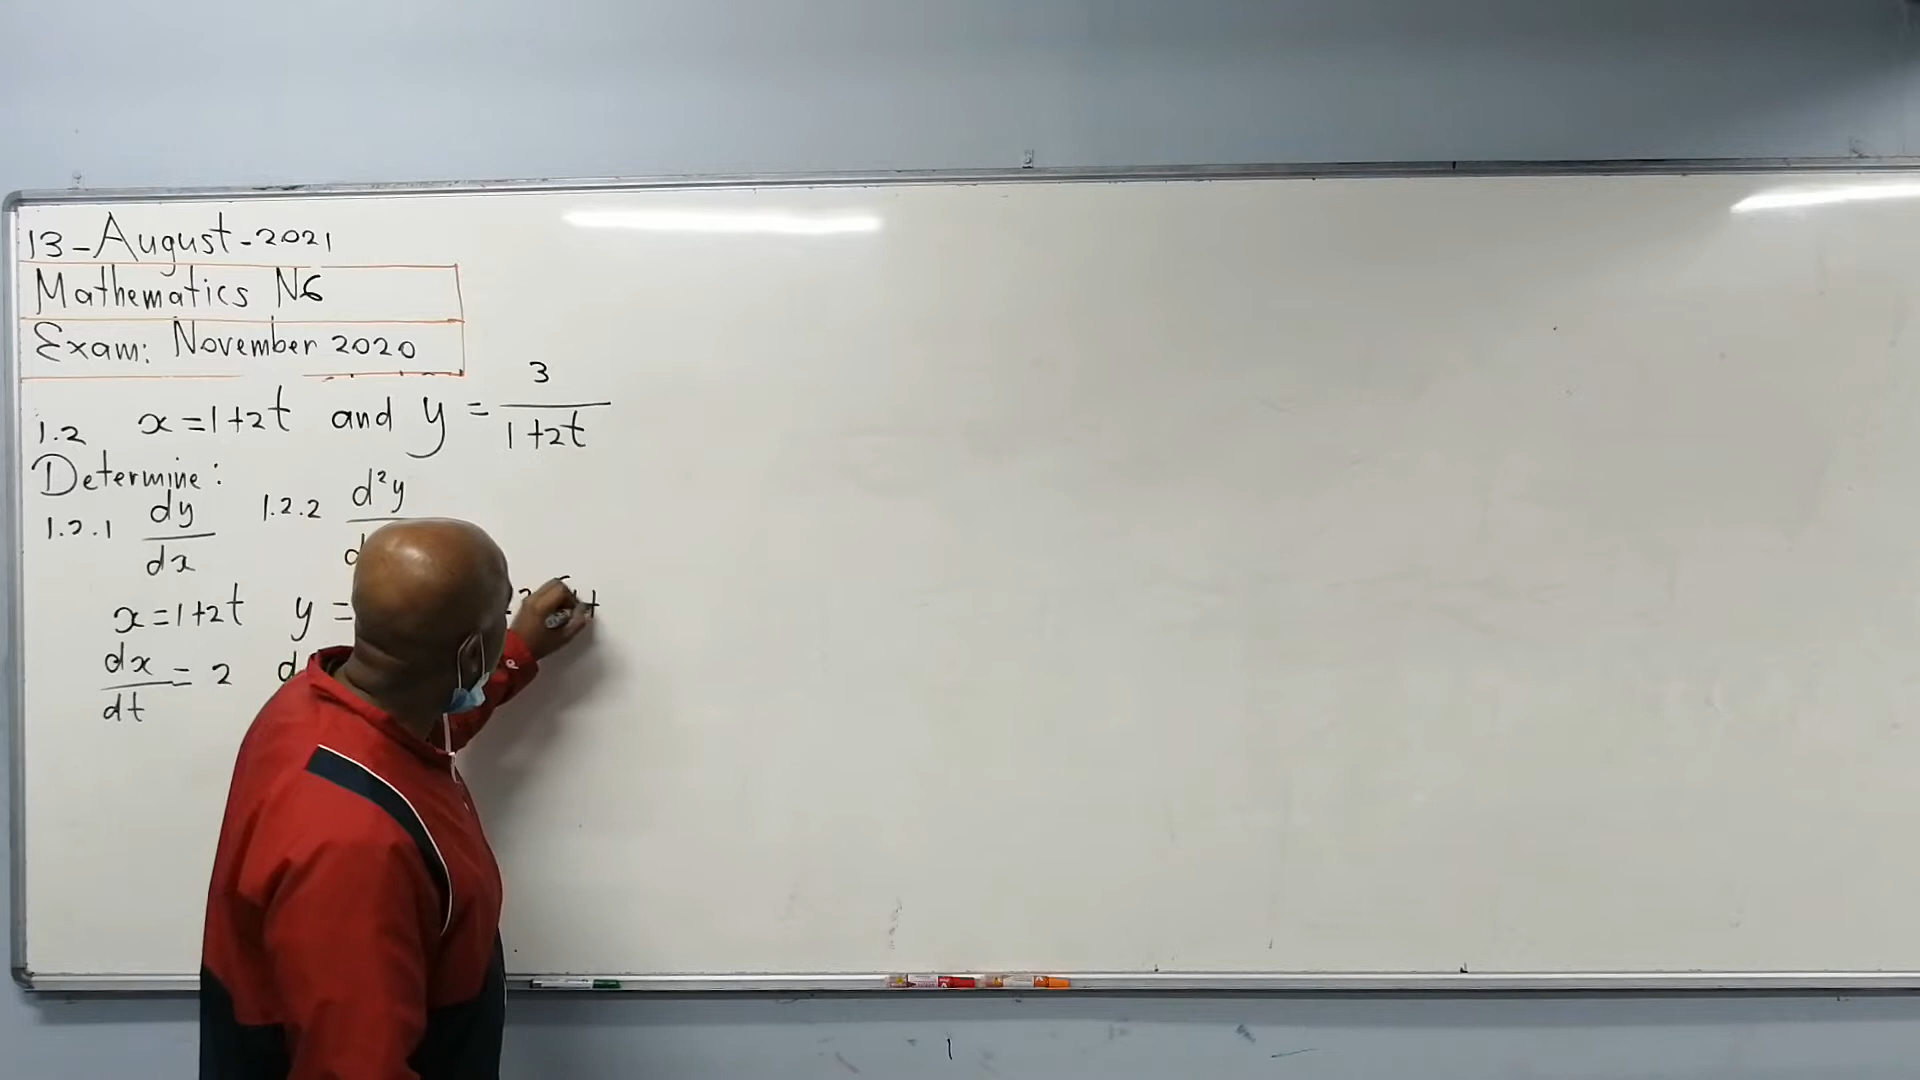 13-August-2021
Mathematics N6
Exam: November 2020
1.2 x=1+2t and y = 3/(1+2t)
Determine:
1.2.1 dy/dx 1.2.2 d²y
x=1+2t y =
dx/dt = 2 d